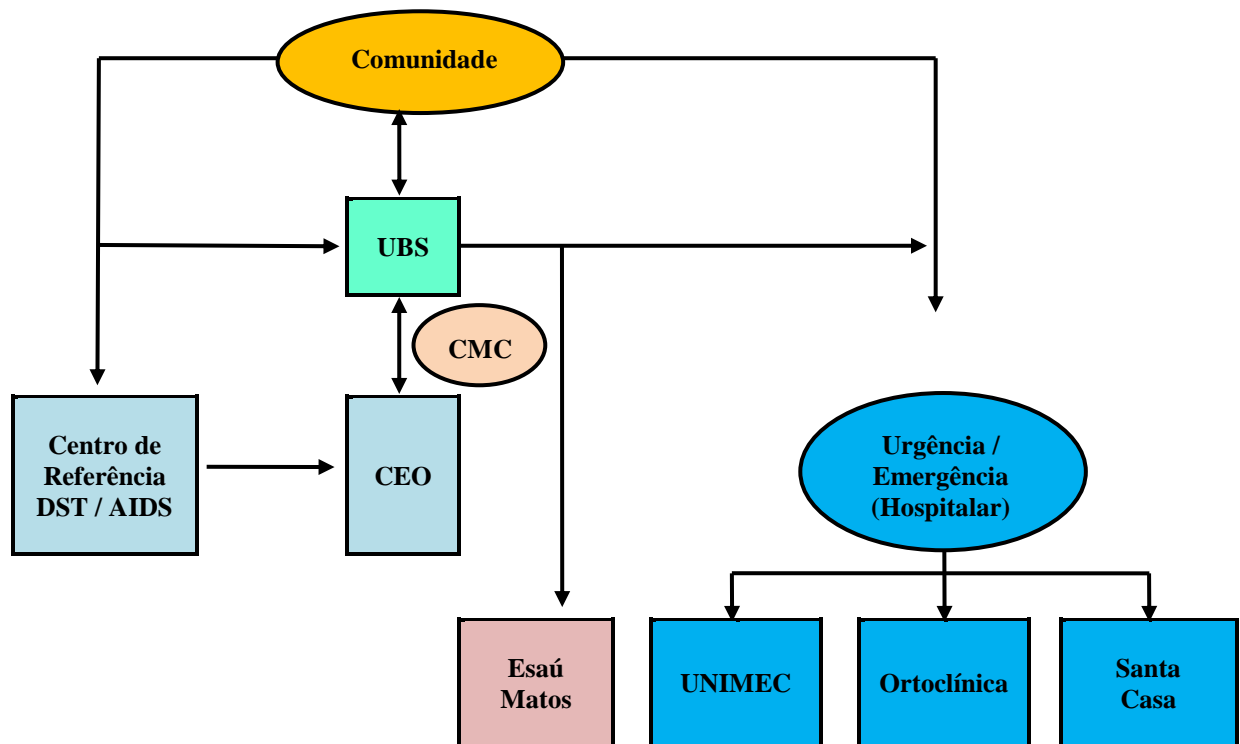 Comunidade
UBS
CMC
Centro de
Referência
DST / AIDS
CEO
Urgência /
Emergência
(Hospitalar)
Esaú
Matos
UNIMEC
Ortoclínica
Santa
Casa